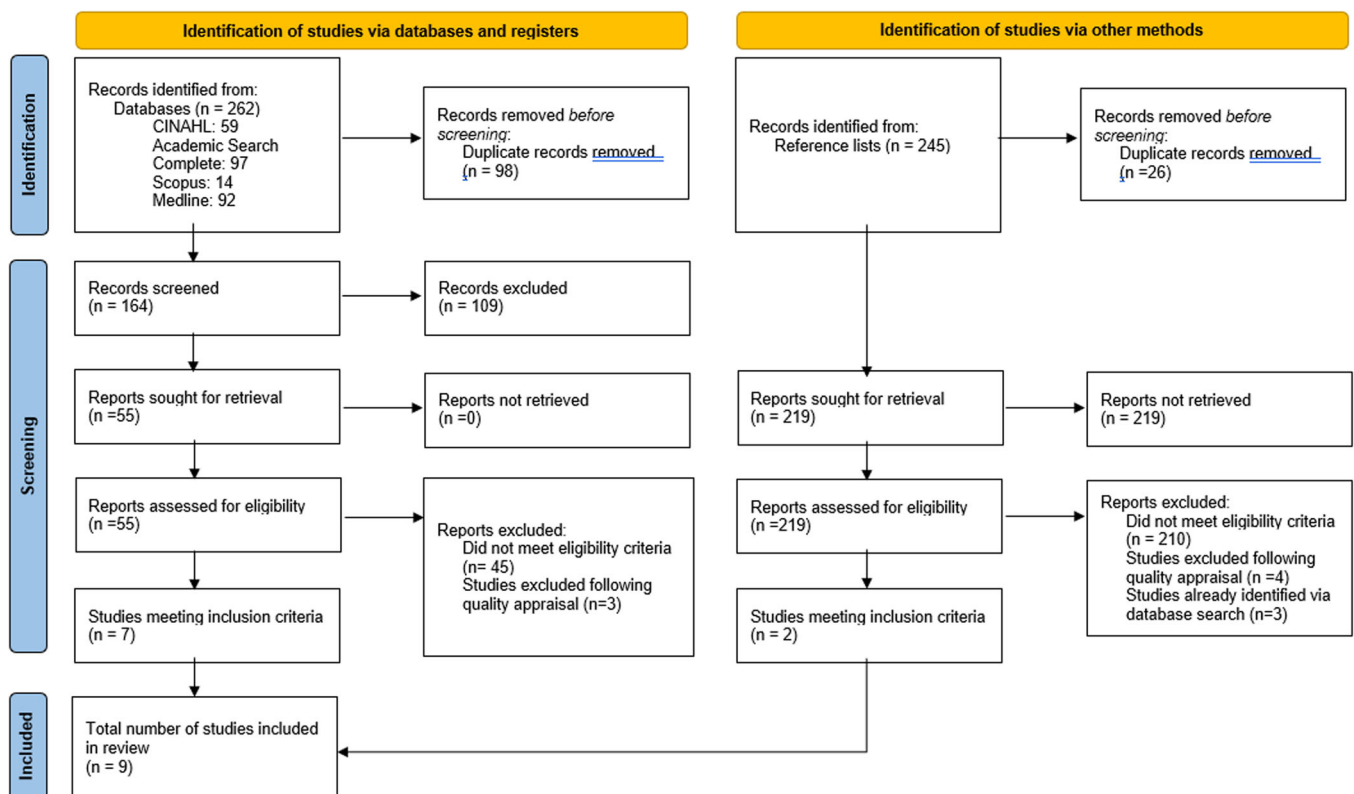 Identification of studies via databases and registers
Identification of studies via other methods
Identification
Records identified from:
Databases (n = 262)
CINAHL: 59
Academic Search
Complete: 97
Scopus: 14
Medline: 92
Records removed before
screening:
Duplicate records removed
(n = 98)
Records identified from:
Reference lists (n = 245)
Records removed before
screening:
Duplicate records removed
(n =26)
Screening
Records screened
(n = 164)
Records excluded
(n = 109)
Reports sought for retrieval
(n =55)
Reports not retrieved
(n =0)
Reports sought for retrieval
(n = 219)
Reports not retrieved
(n = 219)
Reports assessed for eligibility
(n =55)
Reports excluded:
Did not meet eligibility criteria
(n= 45)
Studies excluded following
quality appraisal (n=3)
Reports assessed for eligibility
(n =219)
Reports excluded:
Did not meet eligibility criteria
(n = 210)
Studies excluded following
quality appraisal (n =4)
Studies already identified via
database search (n=3)
Studies meeting inclusion criteria
(n = 7)
Studies meeting inclusion criteria
(n = 2)
Included
Total number of studies included
in review
(n = 9)